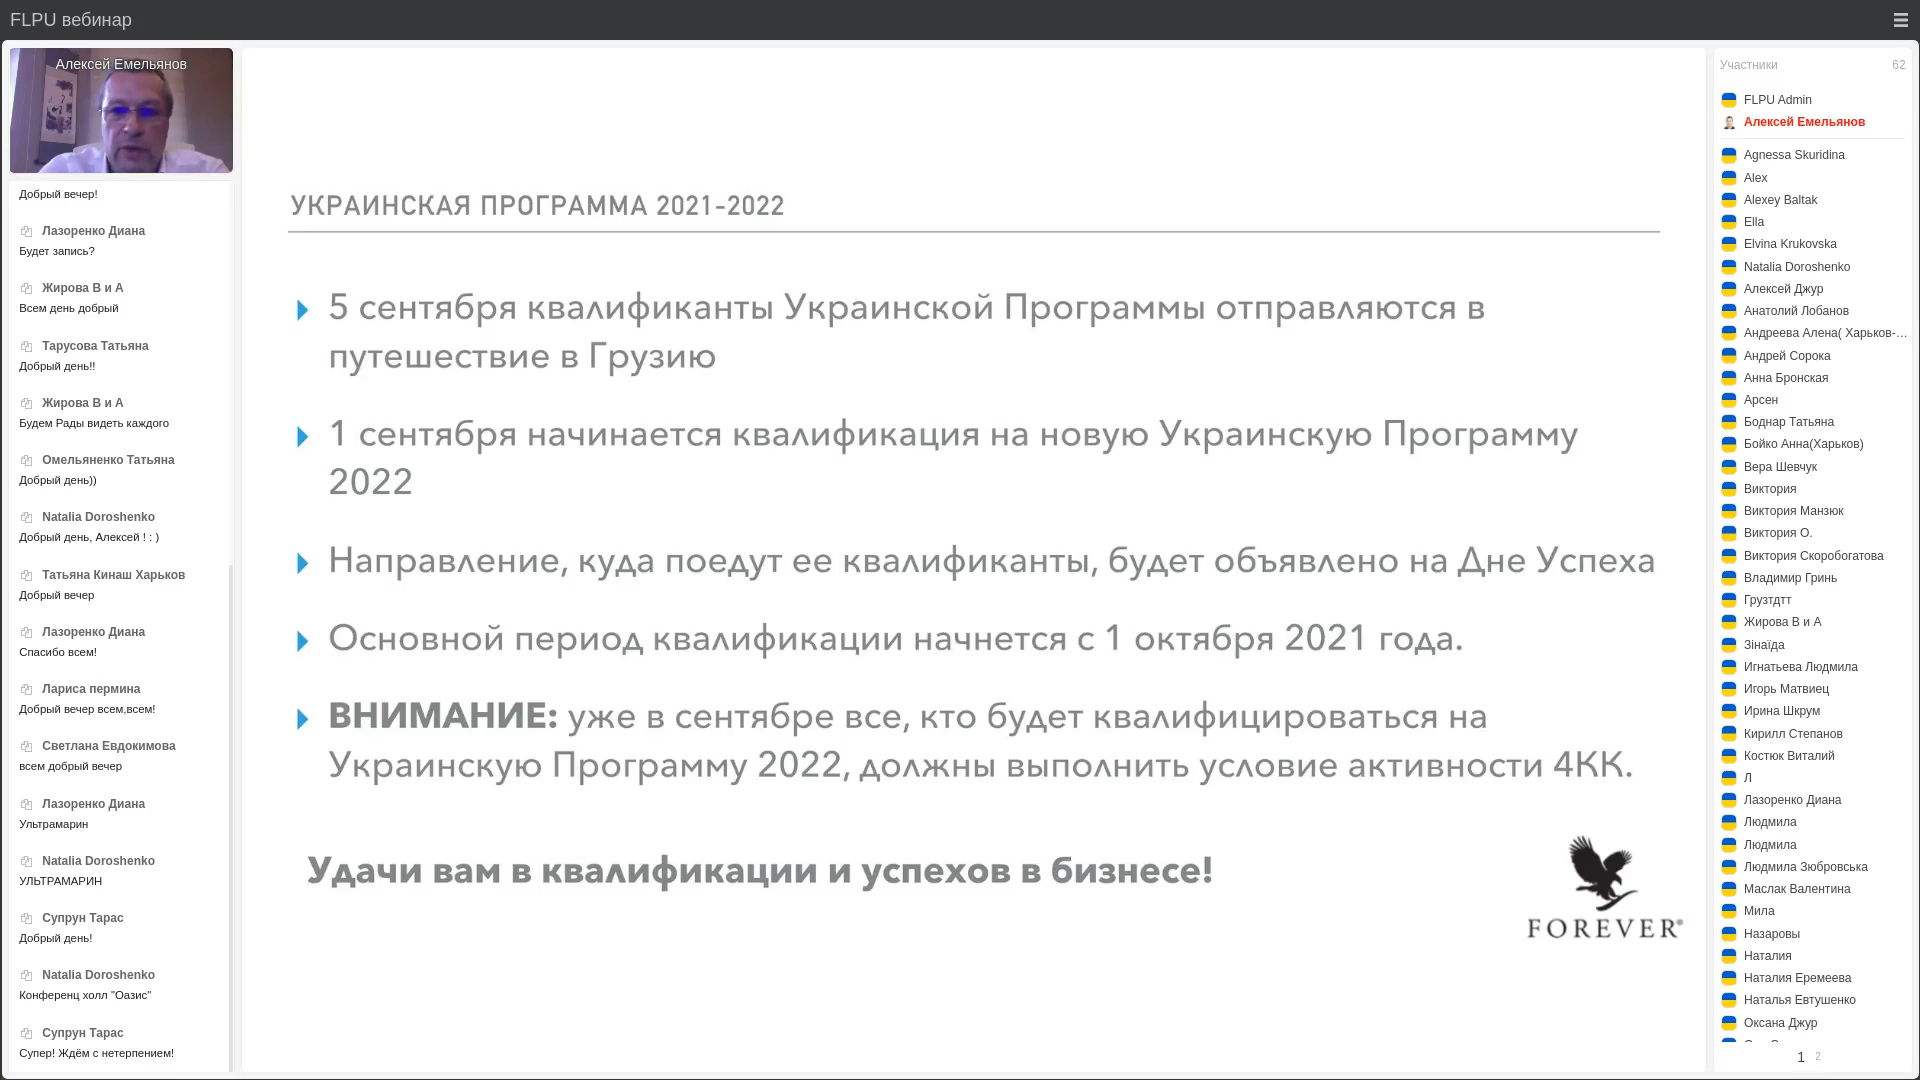 FLPU вебинар
Алексей Емельянов
Добрый вечер!
Лазоренко Диана
Будет запись?
Жирова В и А
Всем день добрый
Тарусова Татьяна
Добрый день!!
Жирова В и А
Будем Рады видеть каждого
Омельяненко Татьяна
Добрый день))
Natalia Doroshenko
Добрый день, Алексей ! : )
Татьяна Кинаш Харьков
Добрый вечер
Лазоренко Диана
Спасибо всем!
Лариса пермина
Добрый вечер всем,всем!
Светлана Евдокимова
всем добрый вечер
Лазоренко Диана
Ультрамарин
Natalia Doroshenko
УЛЬТРАМАРИН
Супрун Тарас
Добрый день!
Natalia Doroshenko
Конференц холл "Оазис"
Супрун Тарас
Супер! Ждём с нетерпением!
УКРАИНСКАЯ ПРОГРАММА 2021-2022
5 сентября квалификанты Украинской Программы отправляются в
путешествие в Грузию
1 сентября начинается квалификация на новую Украинскую Программу
2022
Направление, куда поедут ее квалификанты, будет объявлено на Дне Успеха
Основной период квалификации начнется с 1 октября 2021 года.
ВНИМАНИЕ: уже в сентябре все, кто будет квалифицироваться на
Украинскую Программу 2022, должны выполнить условие активности 4КК.
Удачи вам в квалификации и успехов в бизнесе!
FOREVER®
Участники 62
FLPU Admin
Алексей Емельянов
Agnessa Skuridina
Alex
Alexey Baltak
Ella
Elvina Krukovska
Natalia Doroshenko
Алексей Джур
Анатолий Лобанов
Андреева Алена( Харьков-...
Андрей Сорока
Анна Бронская
Арсен
Боднар Татьяна
Бойко Анна(Харьков)
Вера Шевчук
Виктория
Виктория Манзюк
Виктория О.
Виктория Скоробогатова
Владимир Гринь
Грузтдтт
Жирова В и А
Зінаїда
Игнатьева Людмила
Игорь Матвиец
Ирина Шкрум
Кирилл Степанов
Костюк Виталий
Л
Лазоренко Диана
Людмила
Людмила
Людмила Зюбровська
Маслак Валентина
Мила
Назаровы
Наталия
Наталия Еремеева
Наталья Евтушенко
Оксана Джур
1 2